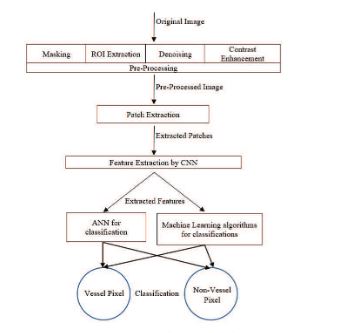 Original Image
Masking
ROI Extraction
Denoising
Contrast
Enhancement
Pre-Processing
Pre-Processed Image
Patch Extraction
Extracted Patches
Feature Extraction by CNN
Extracted Features
ANN for
classification
Machine Learning algorithms
for classifications
Vessel Pixel
Classification
Non-Vessel
Pixel